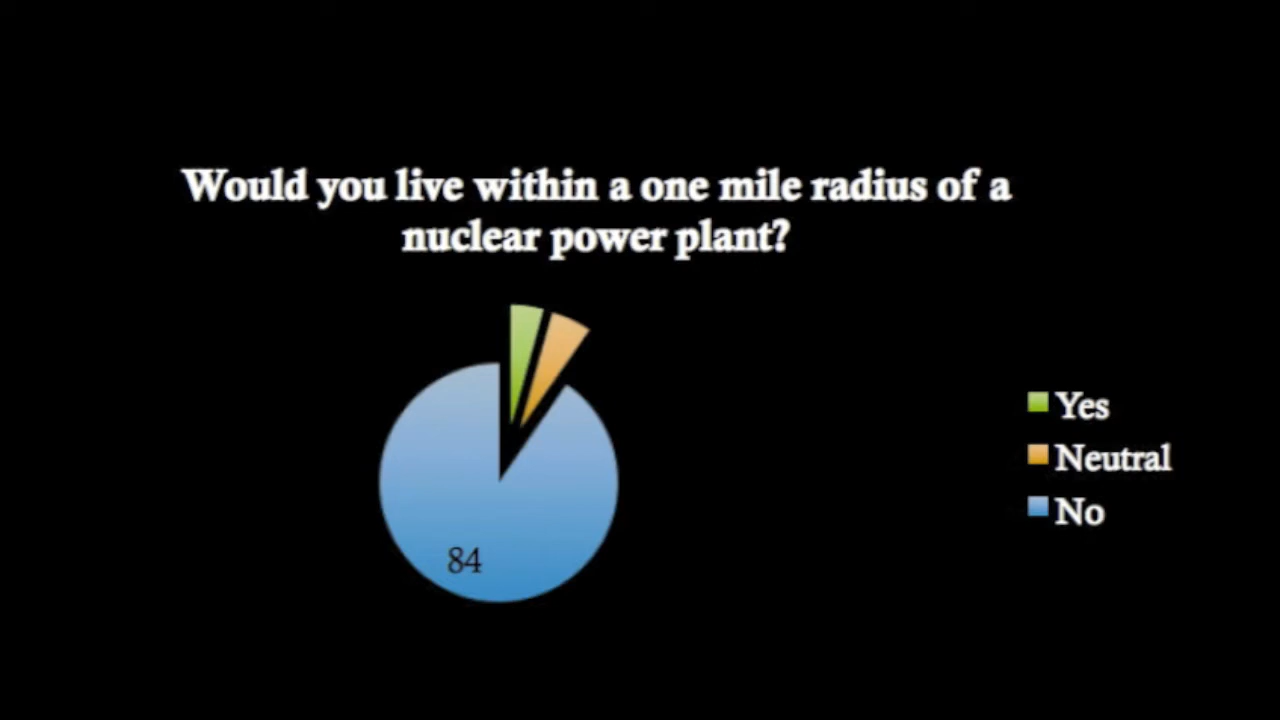 Would you live within a one mile radius of a
nuclear power plant?
84
Yes
Neutral
No